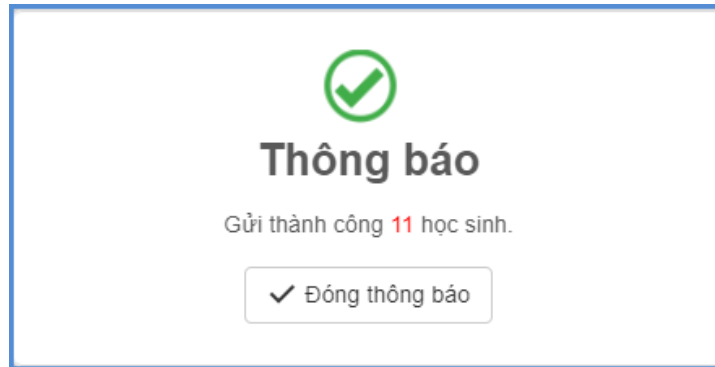 Thông báo
Gửi thành công 11 học sinh.
Đóng thông báo